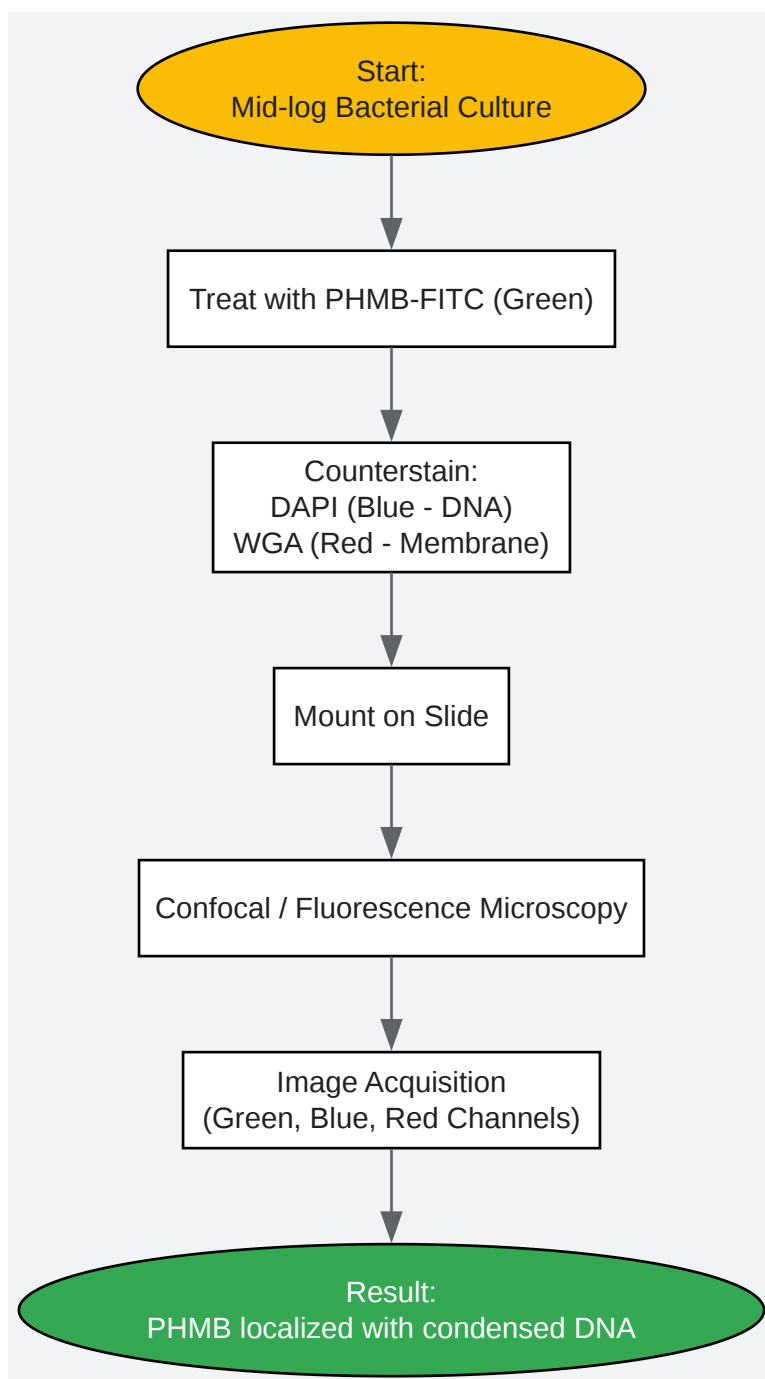 Start:
Mid-log Bacterial Culture
Treat with PHMB-FITC (Green)
Counterstain:
DAPI (Blue - DNA)
WGA (Red - Membrane)
Mount on Slide
Confocal / Fluorescence Microscopy
Image Acquisition
(Green, Blue, Red Channels)
Result:
PHMB localized with condensed DNA